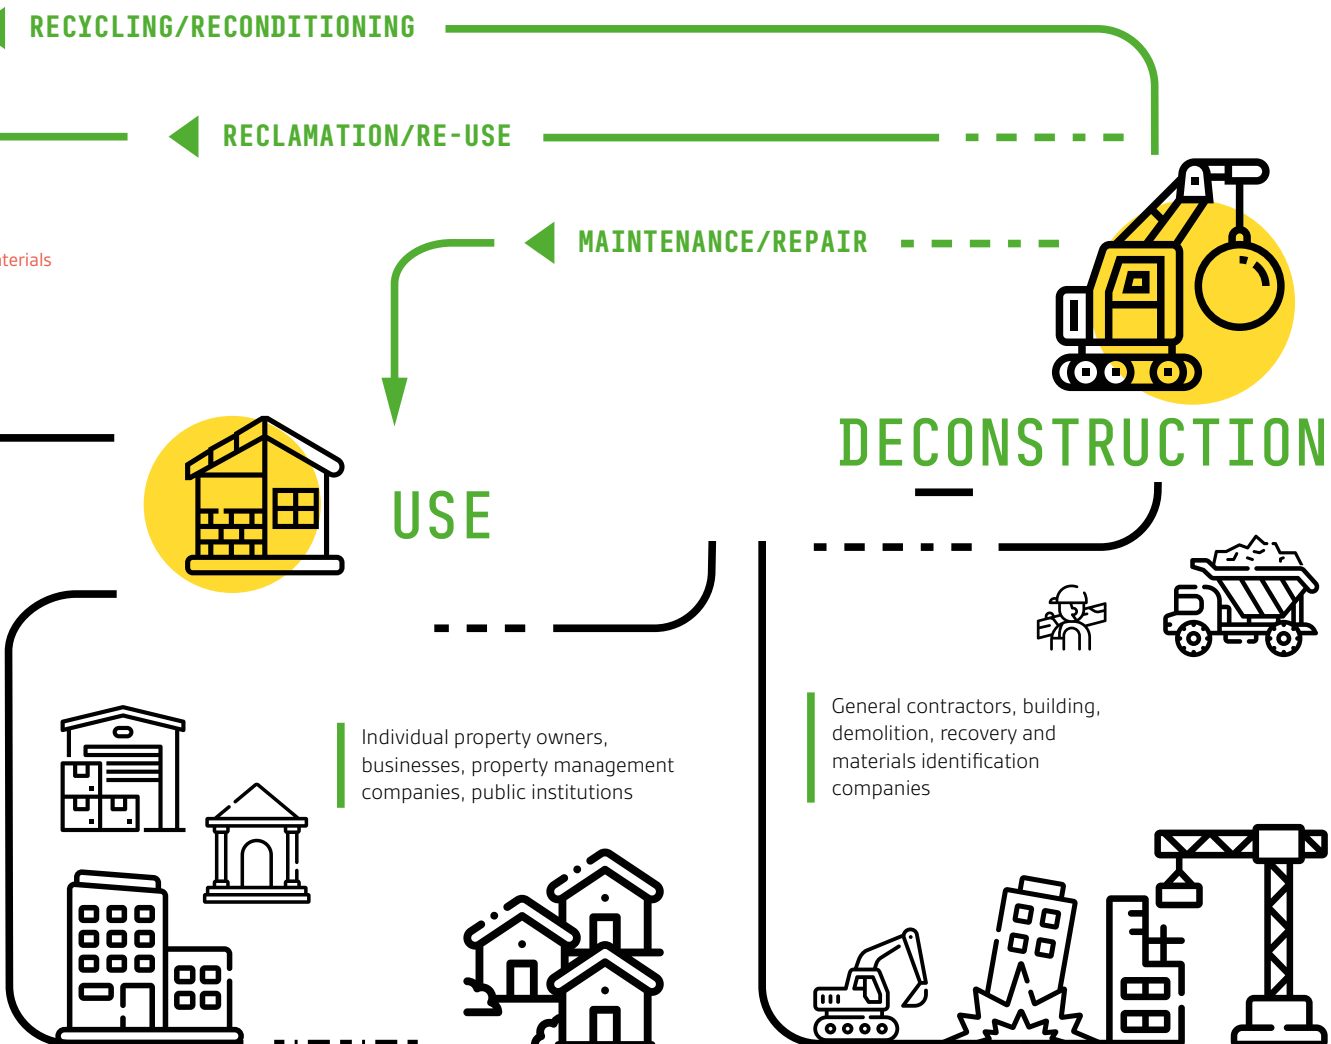 RECYCLING/RECONDITIONING
RECLAMATION/RE-USE
MAINTENANCE/REPAIR
DECONSTRUCTION
USE
General contractors, building,
demolition, recovery and
materials identification
companies
Individual property owners,
businesses, property management
companies, public institutions